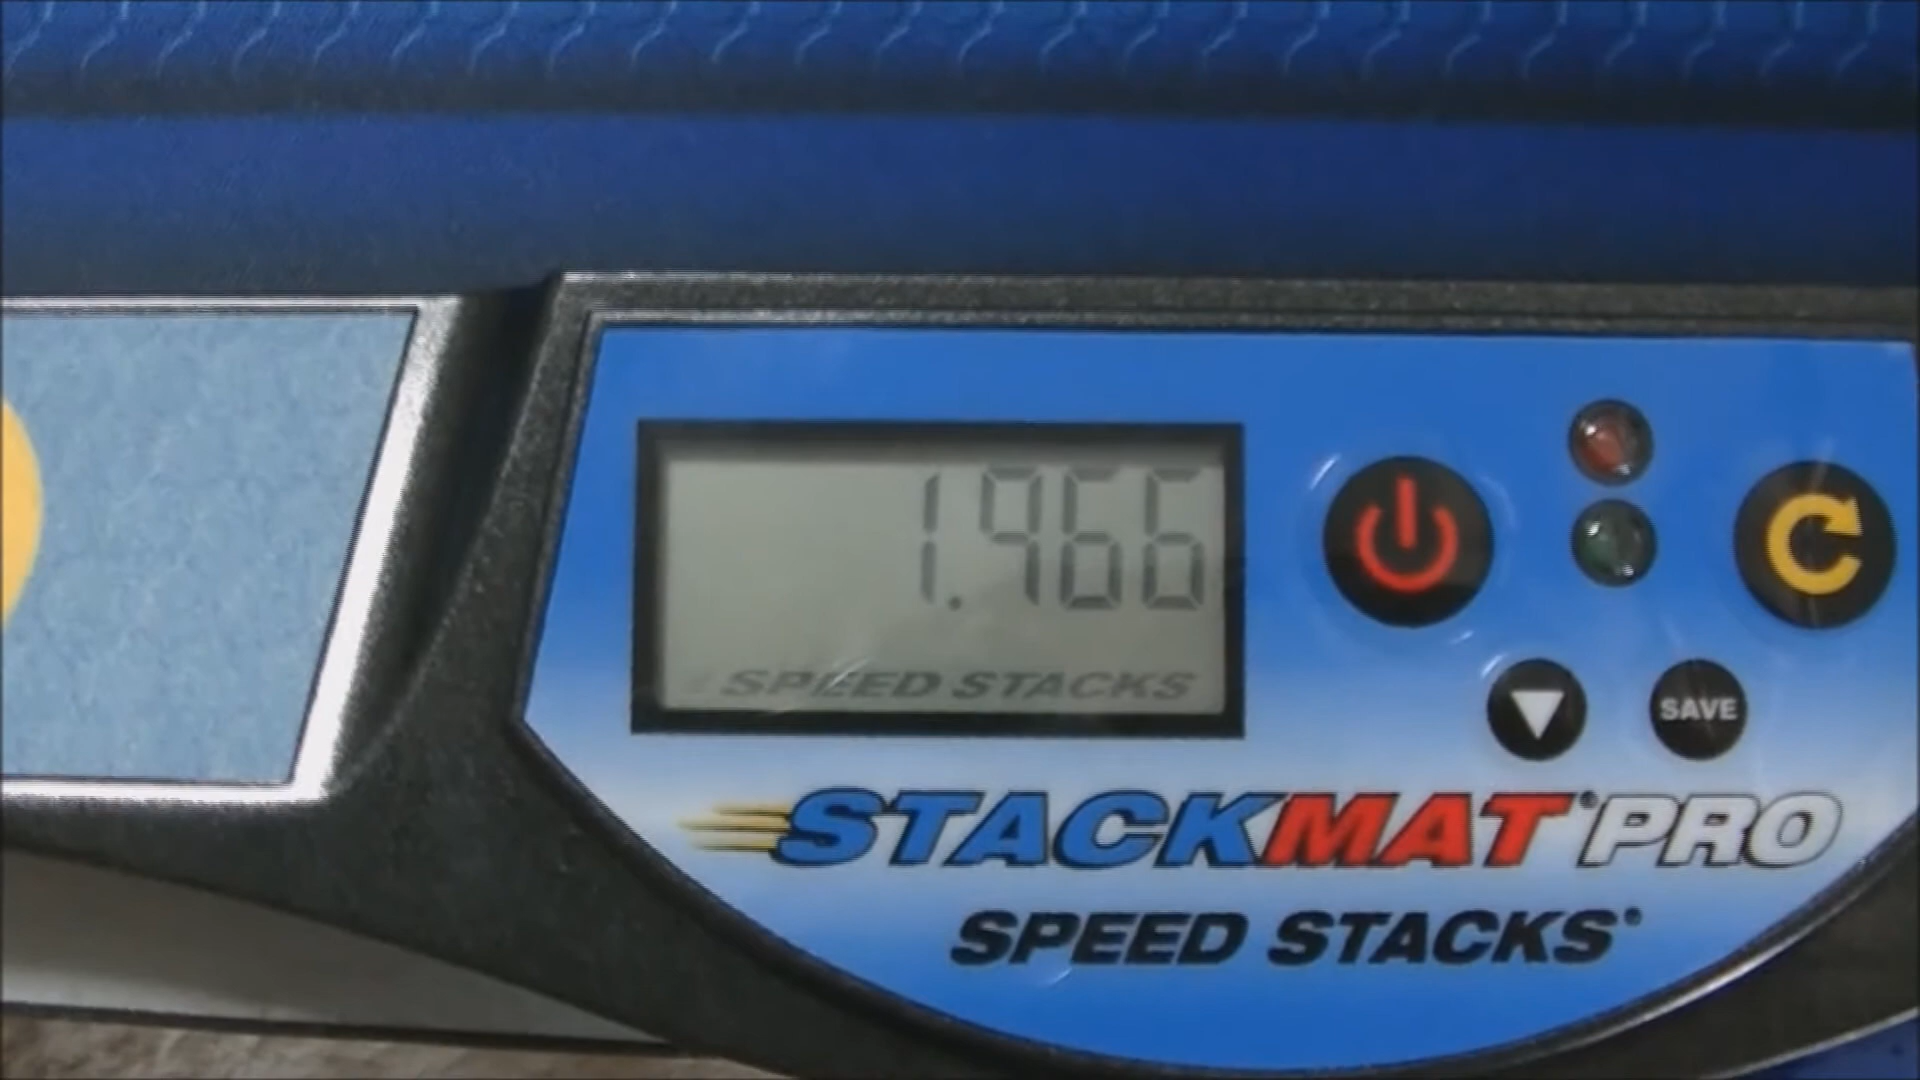 1.966
SPEED STACKS
SAVE
STACKMAT® PRO
SPEED STACKS®